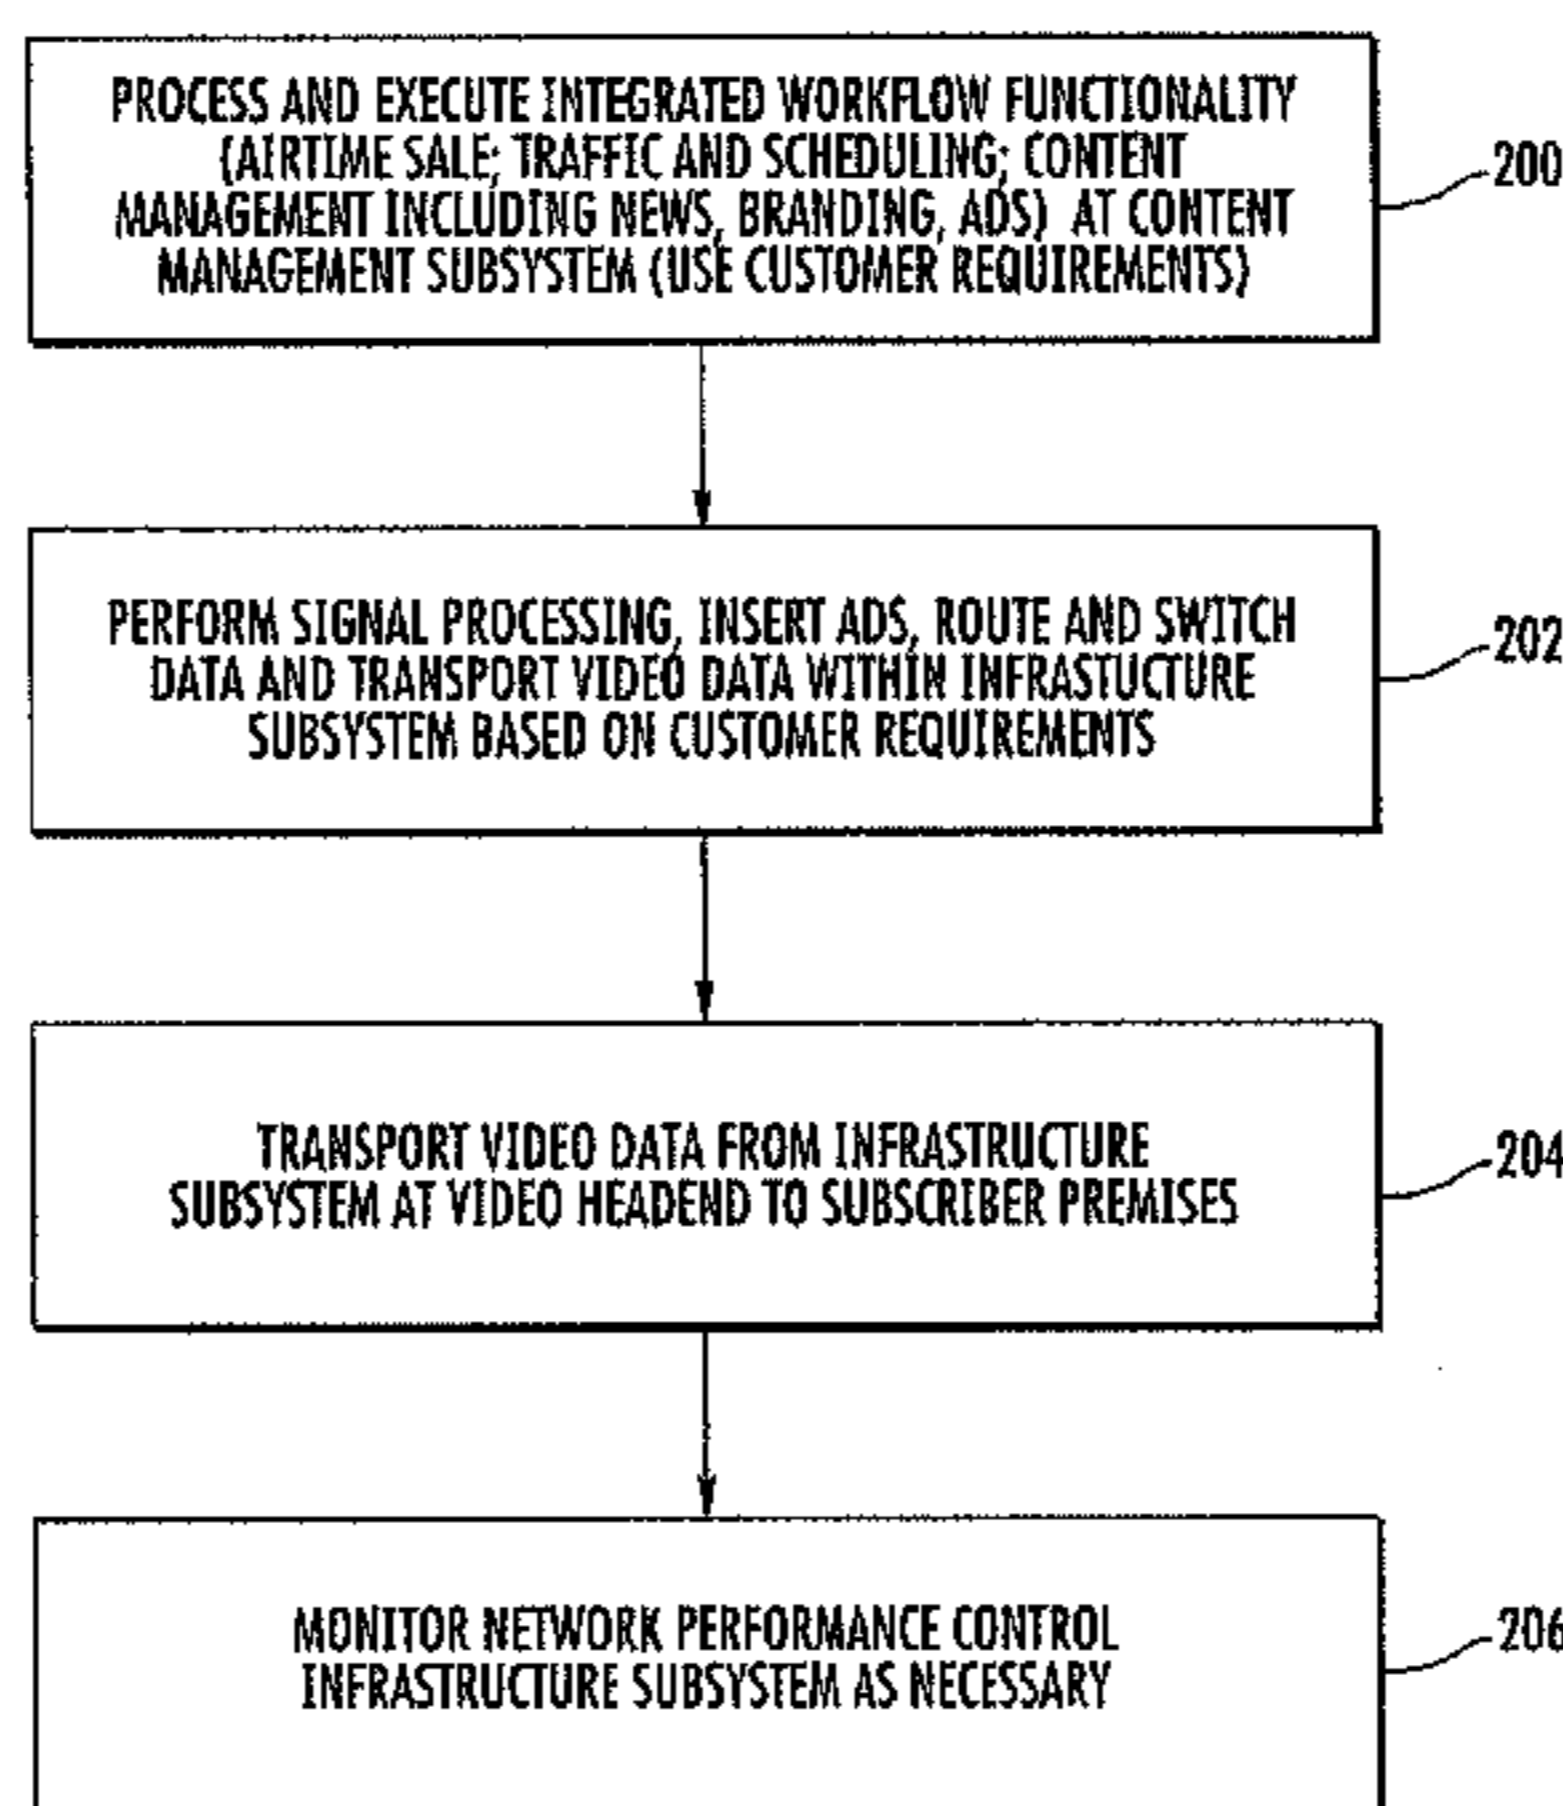 PROCESS AND EXECUTE INTEGRATED WORKFLOW FUNCTIONALITY
(AIRTIME SALE; TRAFFIC AND SCHEDULING; CONTENT
MANAGEMENT INCLUDING NEWS, BRANDING, ADS) AT CONTENT
MANAGEMENT SUBSYSTEM (USE CUSTOMER REQUIREMENTS)
200
PERFORM SIGNAL PROCESSING, INSERT ADS, ROUTE AND SWITCH
DATA AND TRANSPORT VIDEO DATA WITHIN INFRASTUCTURE
SUBSYSTEM BASED ON CUSTOMER REQUIREMENTS
202
TRANSPORT VIDEO DATA FROM INFRASTRUCTURE
SUBSYSTEM AT VIDEO HEADEND TO SUBSCRIBER PREMISES
204
MONITOR NETWORK PERFORMANCE CONTROL
INFRASTRUCTURE SUBSYSTEM AS NECESSARY
206